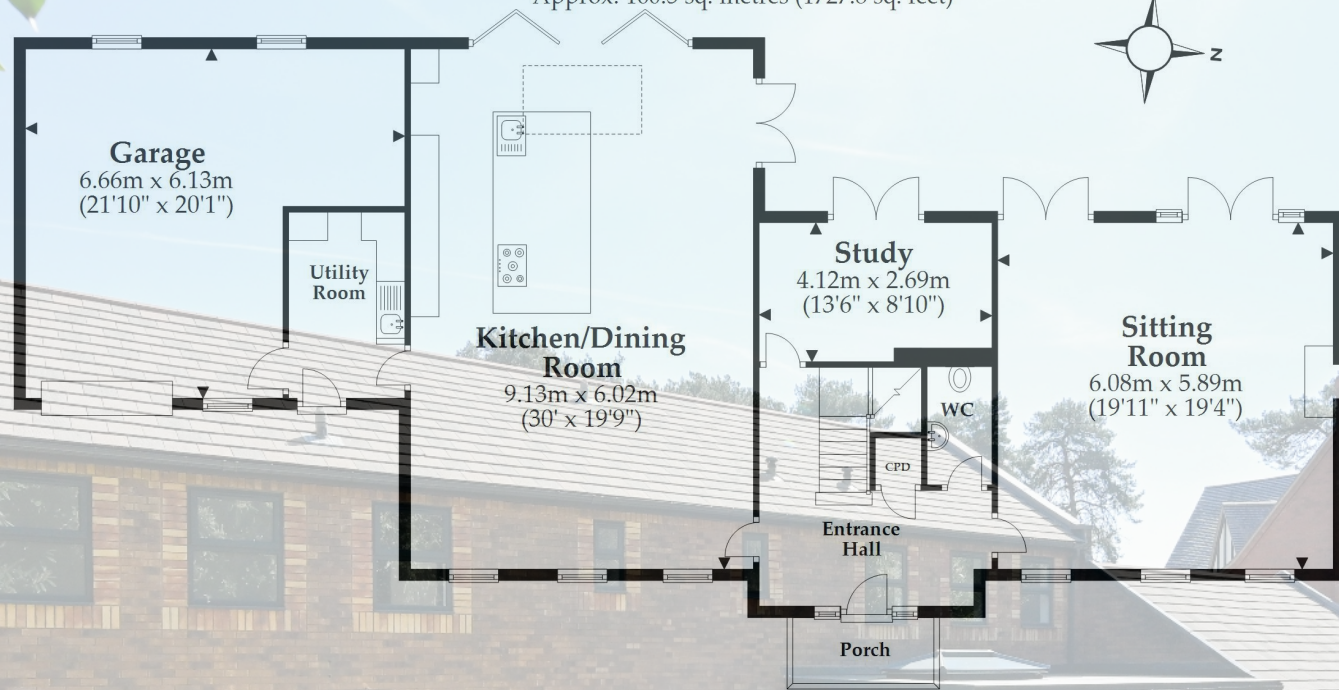 Approx. 160.5 sq. metres (1727.8 sq. feet)
N
Garage
6.66m x 6.13m
(21'10" x 20'1")
Utility
Room
Kitchen/Dining
Room
9.13m x 6.02m
(30' x 19'9")
Study
4.12m x 2.69m
(13'6" x 8'10")
Sitting
Room
6.08m x 5.89m
(19'11" x 19'4")
WC
CPD
Entrance
Hall
Porch